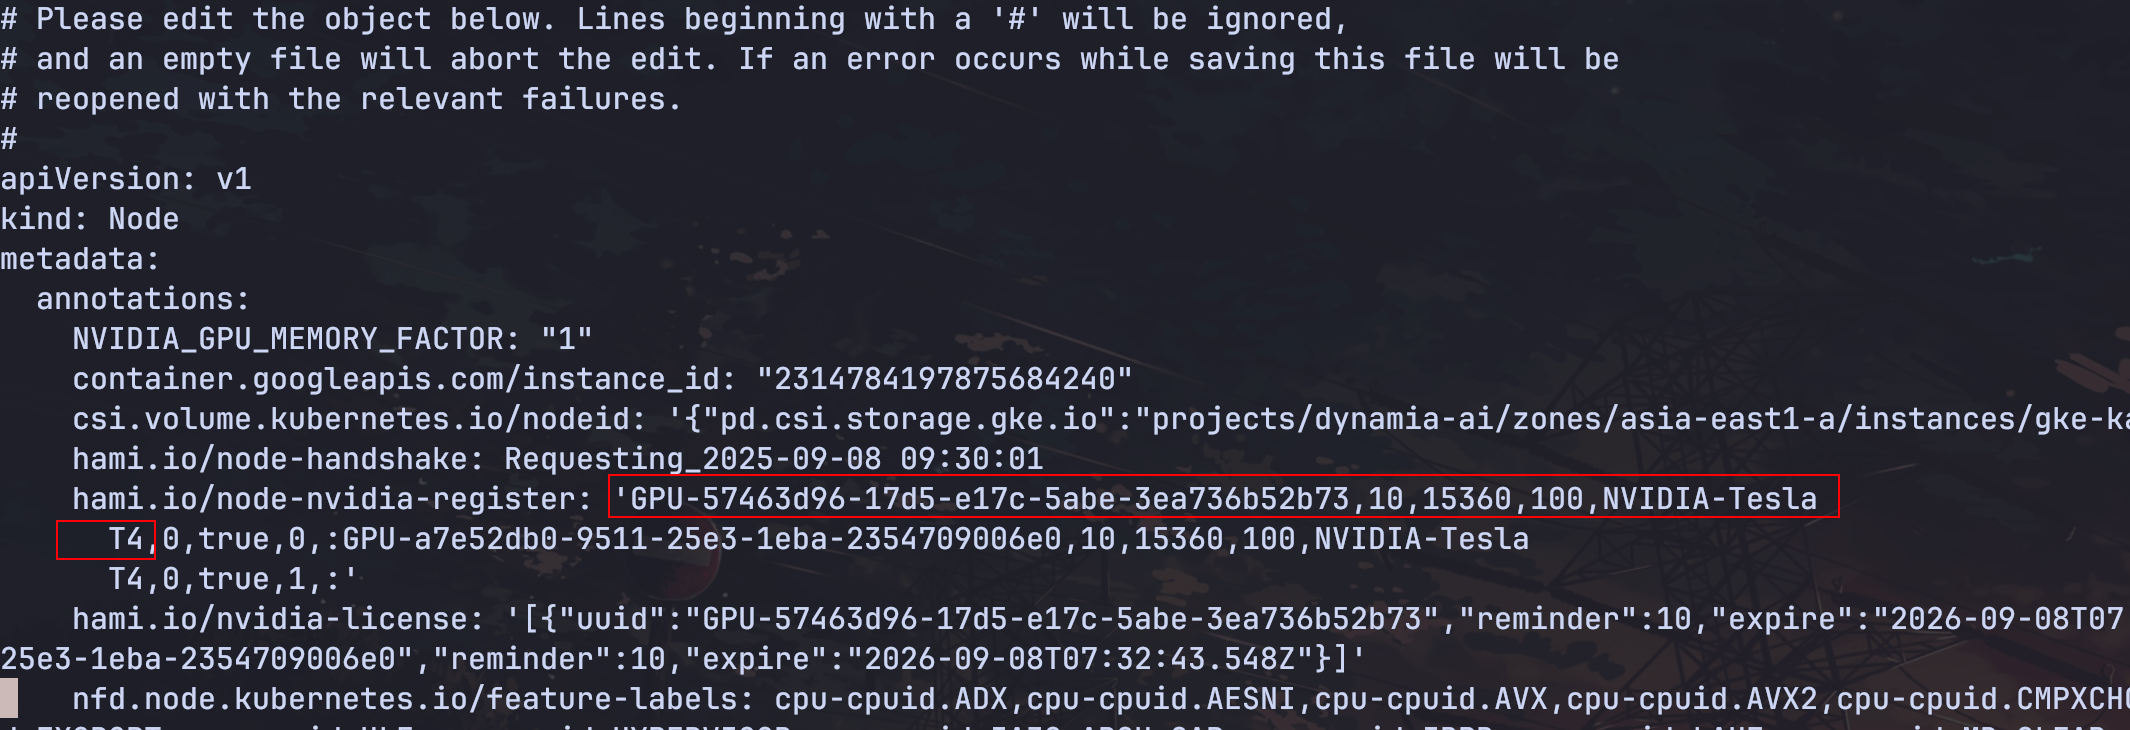 # Please edit the object below. Lines beginning with a '#' will be ignored,
# and an empty file will abort the edit. If an error occurs while saving this file will be
# reopened with the relevant failures.
#
apiVersion: v1
kind: Node
metadata:
  annotations:
    NVIDIA_GPU_MEMORY_FACTOR: "1"
    container.googleapis.com/instance_id: "2314784197875684240"
    csi.volume.kubernetes.io/nodeid: '{"pd.csi.storage.gke.io":"projects/dynamia-ai/zones/asia-east1-a/instances/gke-ka
    hami.io/node-handshake: Requesting_2025-09-08 09:30:01
    hami.io/node-nvidia-register: 'GPU-57463d96-17d5-e17c-5abe-3ea736b52b73,10,15360,100,NVIDIA-Tesla
      T4,0,true,0,:GPU-a7e52db0-9511-25e3-1eba-2354709006e0,10,15360,100,NVIDIA-Tesla
      T4,0,true,1,:'
    hami.io/nvidia-license: '[{"uuid":"GPU-57463d96-17d5-e17c-5abe-3ea736b52b73","reminder":10,"expire":"2026-09-08T07
25e3-1eba-2354709006e0","reminder":10,"expire":"2026-09-08T07:32:43.548Z"}]'
    nfd.node.kubernetes.io/feature-labels: cpu-cpuid.ADX,cpu-cpuid.AESNI,cpu-cpuid.AVX,cpu-cpuid.AVX2,cpu-cpuid.CMPXCHG